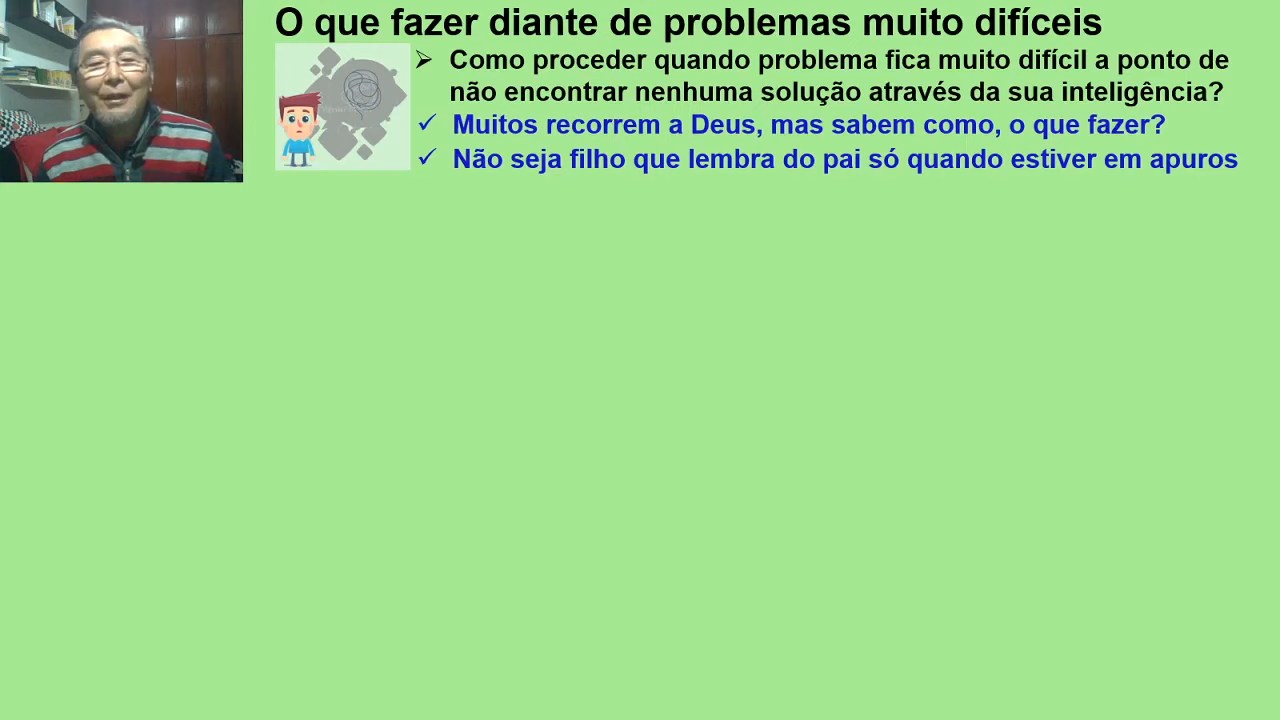 O que fazer diante de problemas muito difíceis
➢ Como proceder quando problema fica muito difícil a ponto de
não encontrar nenhuma solução através da sua inteligência?
✓ Muitos recorrem a Deus, mas sabem como, o que fazer?
✓ Não seja filho que lembra do pai só quando estiver em apuros